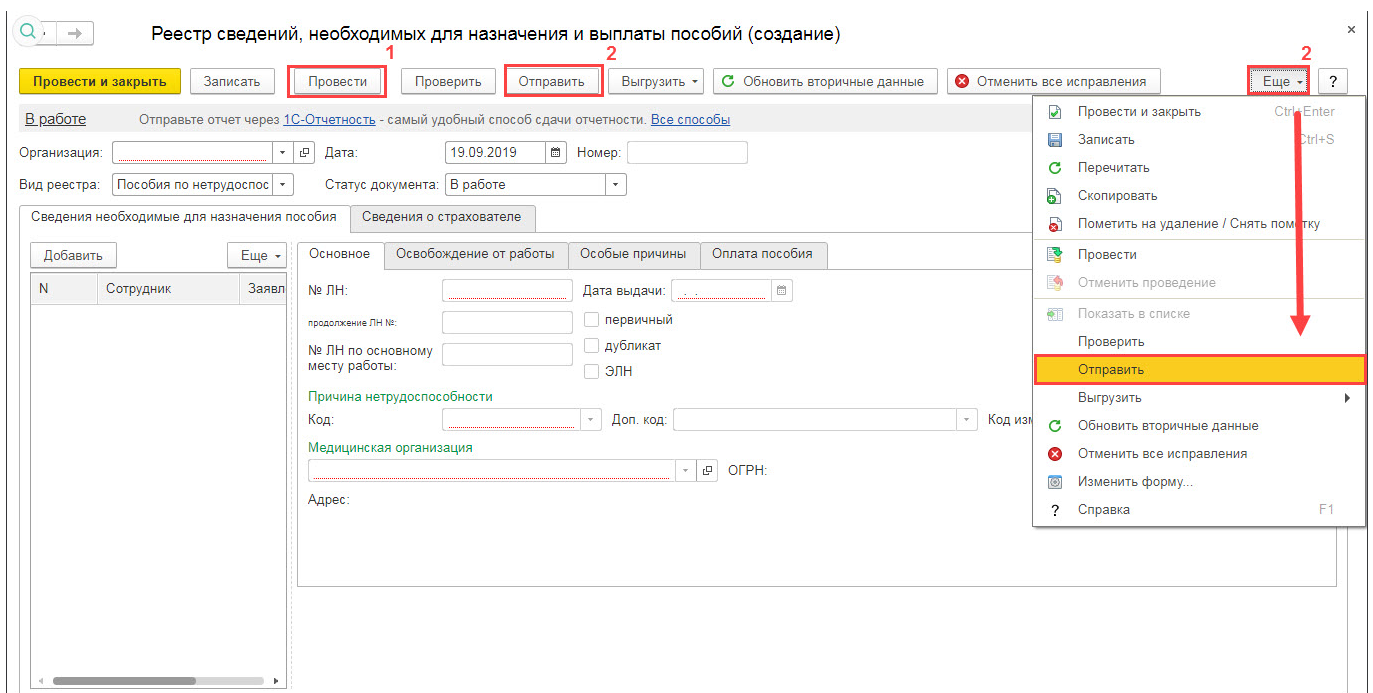 Реестр сведений, необходимых для назначения и выплаты пособий (создание)
1 2 2
Провести и закрыть Записать Провести Проверить Отправить Выгрузить Обновить вторичные данные Отменить все исправления Еще ?
В работе Отправьте отчет через 1С-Отчетность - самый удобный способ сдачи отчетности. Все способы
Организация: Дата: 19.09.2019 Номер:
Вид реестра: Пособия по нетрудоспос Статус документа: В работе
Сведения необходимые для назначения пособия Сведения о страхователе
Добавить Еще
N Сотрудник Заявл
Основное Освобождение от работы Особые причины Оплата пособия
№ ЛН: Дата выдачи: . .
продолжение ЛН №: первичный
№ ЛН по основному дубликат
месту работы: ЭЛН
Причина нетрудоспособности
Код: Доп. код: Код изм
Медицинская организация
ОГРН:
Адрес:
Провести и закрыть Ctrl+Enter
Записать Ctrl+S
Перечитать
Скопировать
Пометить на удаление / Снять пометку
Провести
Отменить проведение
Показать в списке
Проверить
Отправить
Выгрузить
Обновить вторичные данные
Отменить все исправления
Изменить форму...
? Справка F1